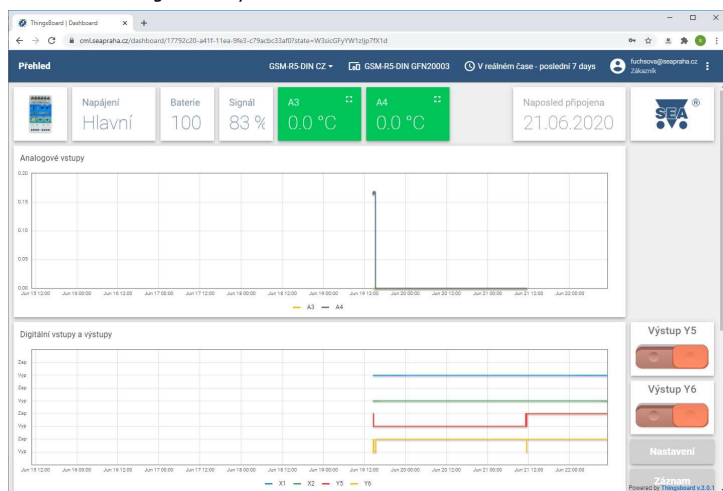 ThingsBoard | Dashboard
cml.seapraha.cz/dashboard/17792c20-a41f-11ea-9fe3-c79acbc33af0?state=W3sicGFyYW1zIjp7fX1d
Přehled
GSM-R5-DIN CZ
GSM-R5-DIN GFN20003
V reálném čase - poslední 7 days
fuchsova@seapraha.cz
Zákazník
Napájení
Hlavní
Baterie
100
Signál
83 %
A3
0.0 °C
A4
0.0 °C
Naposled připojena
21.06.2020
SEA ®
Analogové vstupy
0.20
0.15
0.10
0.05
0.00
Jun 15 12:00 Jun 16 00:00 Jun 16 12:00 Jun 17 00:00 Jun 17 12:00 Jun 18 00:00 Jun 18 12:00 Jun 19 00:00 Jun 19 12:00 Jun 20 00:00 Jun 20 12:00 Jun 21 00:00 Jun 21 12:00 Jun 22 00:00
A3 A4
Digitální vstupy a výstupy
Zap
Vyp
Zap
Vyp
Zap
Vyp
Zap
Vyp
Jun 15 12:00 Jun 16 00:00 Jun 16 12:00 Jun 17 00:00 Jun 17 12:00 Jun 18 00:00 Jun 18 12:00 Jun 19 00:00 Jun 19 12:00 Jun 20 00:00 Jun 20 12:00 Jun 21 00:00 Jun 21 12:00 Jun 22 00:00
X1 X2 Y5 Y6
Výstup Y5
Výstup Y6
Nastavení
Záznam
Powered by Thingsboard v.3.0.1